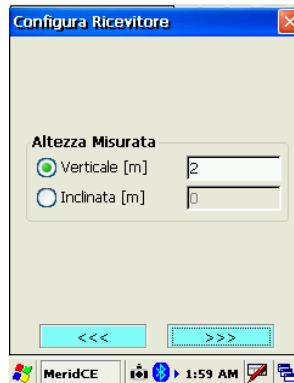 Configura Ricevitore
Altezza Misurata
Verticale [m] 2
Inclinata [m] 0
<<< >>>
MeridCE 1:59 AM